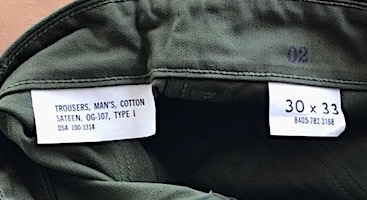 02
TROUSERS, MAN'S, COTTON
SATEEN, OG-107, TYPE I
DSA 100-3314
30 x 33
8405-782-3168